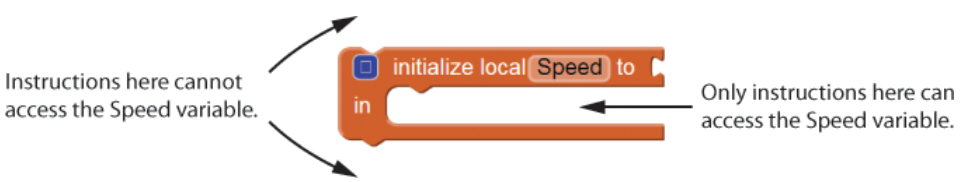 Instructions here cannot
access the Speed variable.
initialize local Speed to
in
Only instructions here can
access the Speed variable.